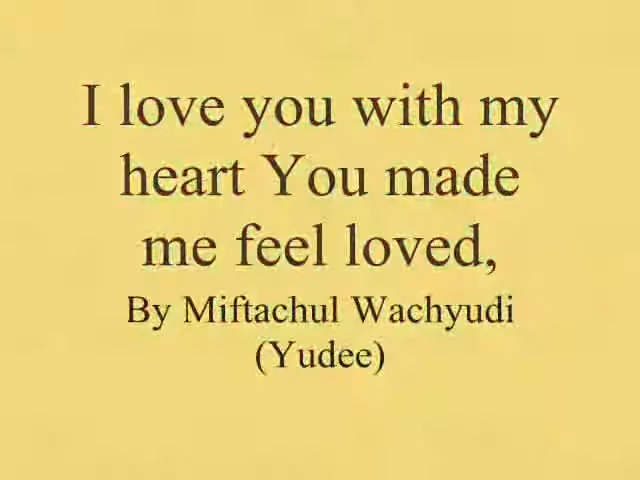 I love you with my
heart You made
me feel loved,
By Miftachul Wachyudi
(Yudee)